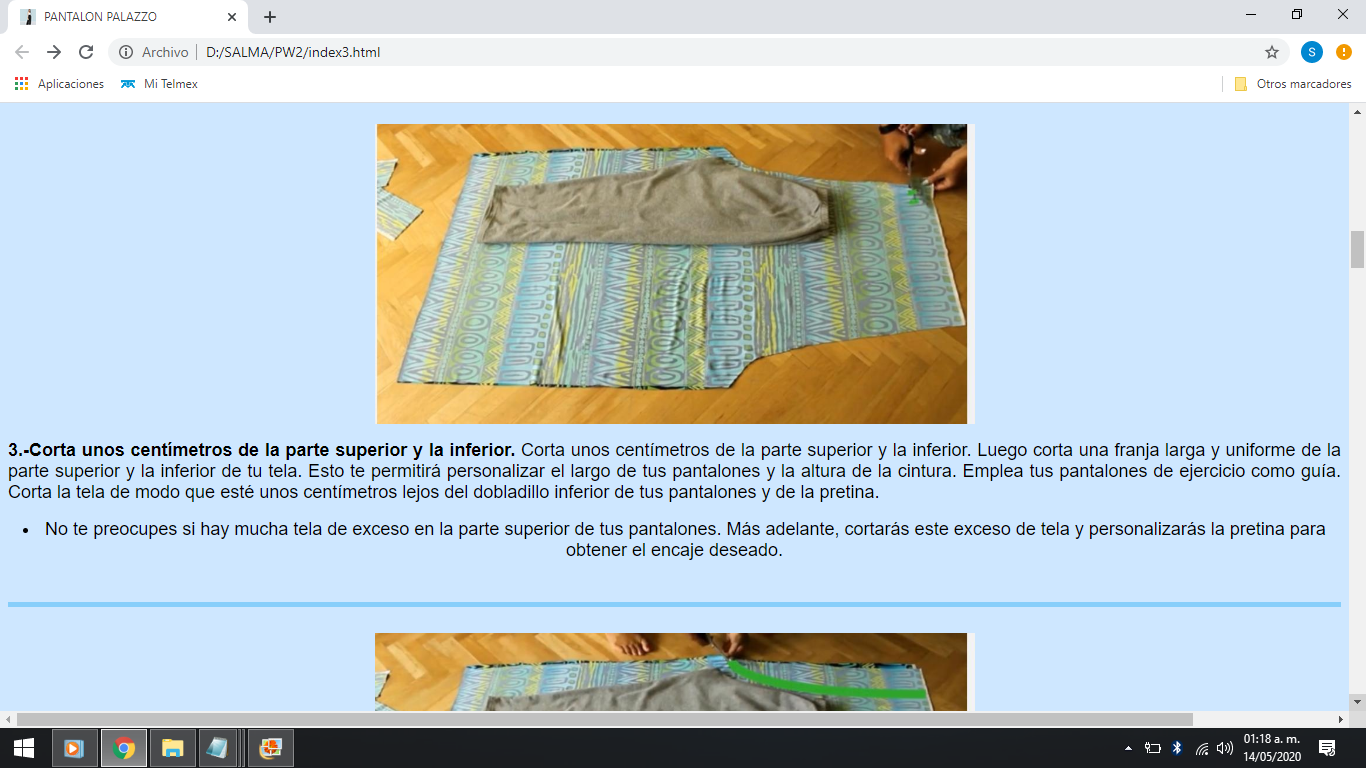 PANTALON PALAZZO
Archivo
D:/SALMA/PW2/index3.html
S
Aplicaciones
Mi Telmex
Otros marcadores
3.-Corta unos centímetros de la parte superior y la inferior. Corta unos centímetros de la parte superior y la inferior. Luego corta una franja larga y uniforme de la
parte superior y la inferior de tu tela. Esto te permitirá personalizar el largo de tus pantalones y la altura de la cintura. Emplea tus pantalones de ejercicio como guía.
Corta la tela de modo que esté unos centímetros lejos del dobladillo inferior de tus pantalones y de la pretina.
• No te preocupes si hay mucha tela de exceso en la parte superior de tus pantalones. Más adelante, cortarás este exceso de tela y personalizarás la pretina para
obtener el encaje deseado.
01:18 a. m.
14/05/2020